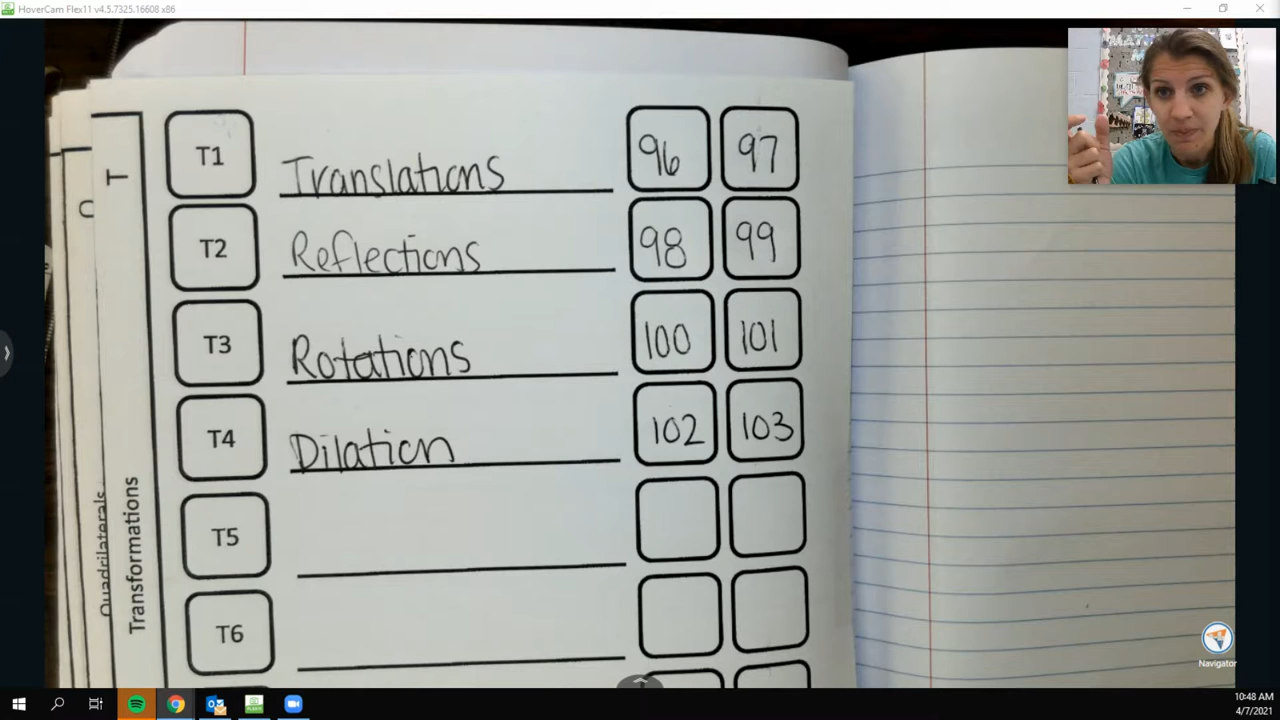 HoverCam Flex11 v4.5.7325.16608 x86
T
T1 Translations 96 97
T2 Reflections 98 99
T3 Rotations 100 101
T4 Dilation 102 103
T5
T6
Quadrilaterals
Transformations
Navigator
10:48 AM
4/7/2021